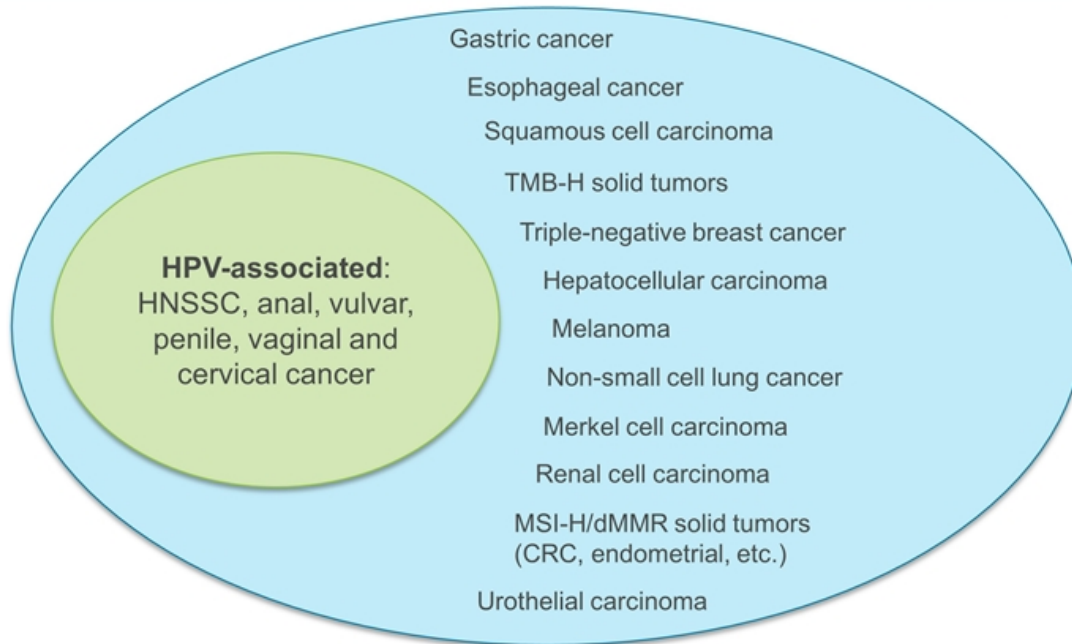 Gastric cancer
Esophageal cancer
Squamous cell carcinoma
TMB-H solid tumors
Triple-negative breast cancer
Hepatocellular carcinoma
Melanoma
Non-small cell lung cancer
Merkel cell carcinoma
Renal cell carcinoma
MSI-H/dMMR solid tumors
(CRC, endometrial, etc.)
Urothelial carcinoma
HPV-associated:
HNSSC, anal, vulvar,
penile, vaginal and
cervical cancer